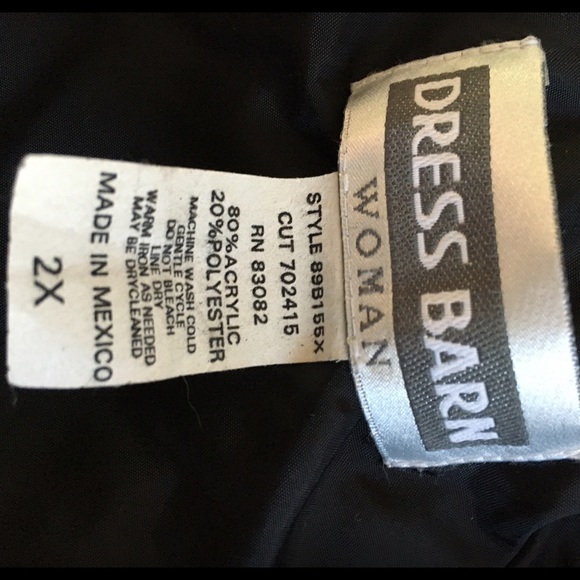 DRESS BARN
WOMAN
STYLE 89B155X
CUT 702415
RN 83082
80%ACRYLIC
20%POLYESTER
MACHINE WASH COLD
GENTLE CYCLE
DO NOT BLEACH
LINE DRY
WARM IRON AS NEEDED
MAY BE DRYCLEANED
MADE IN MEXICO
2X